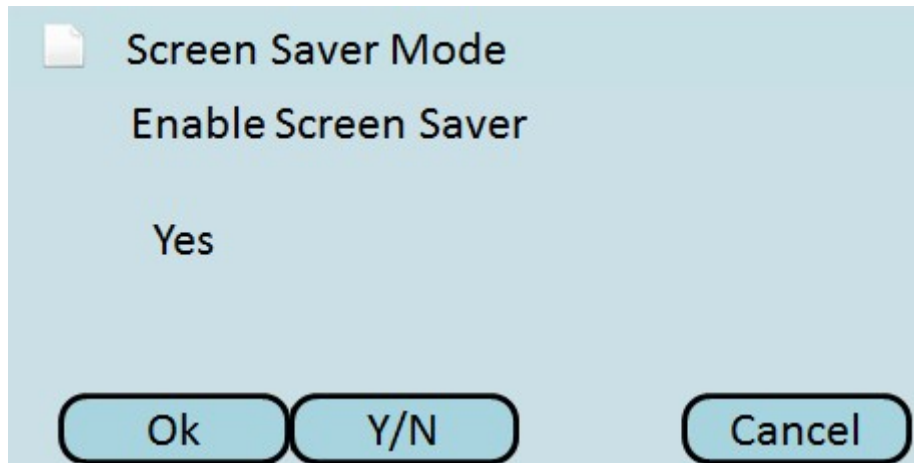 Screen Saver Mode
Enable Screen Saver
Yes
Ok Y/N Cancel